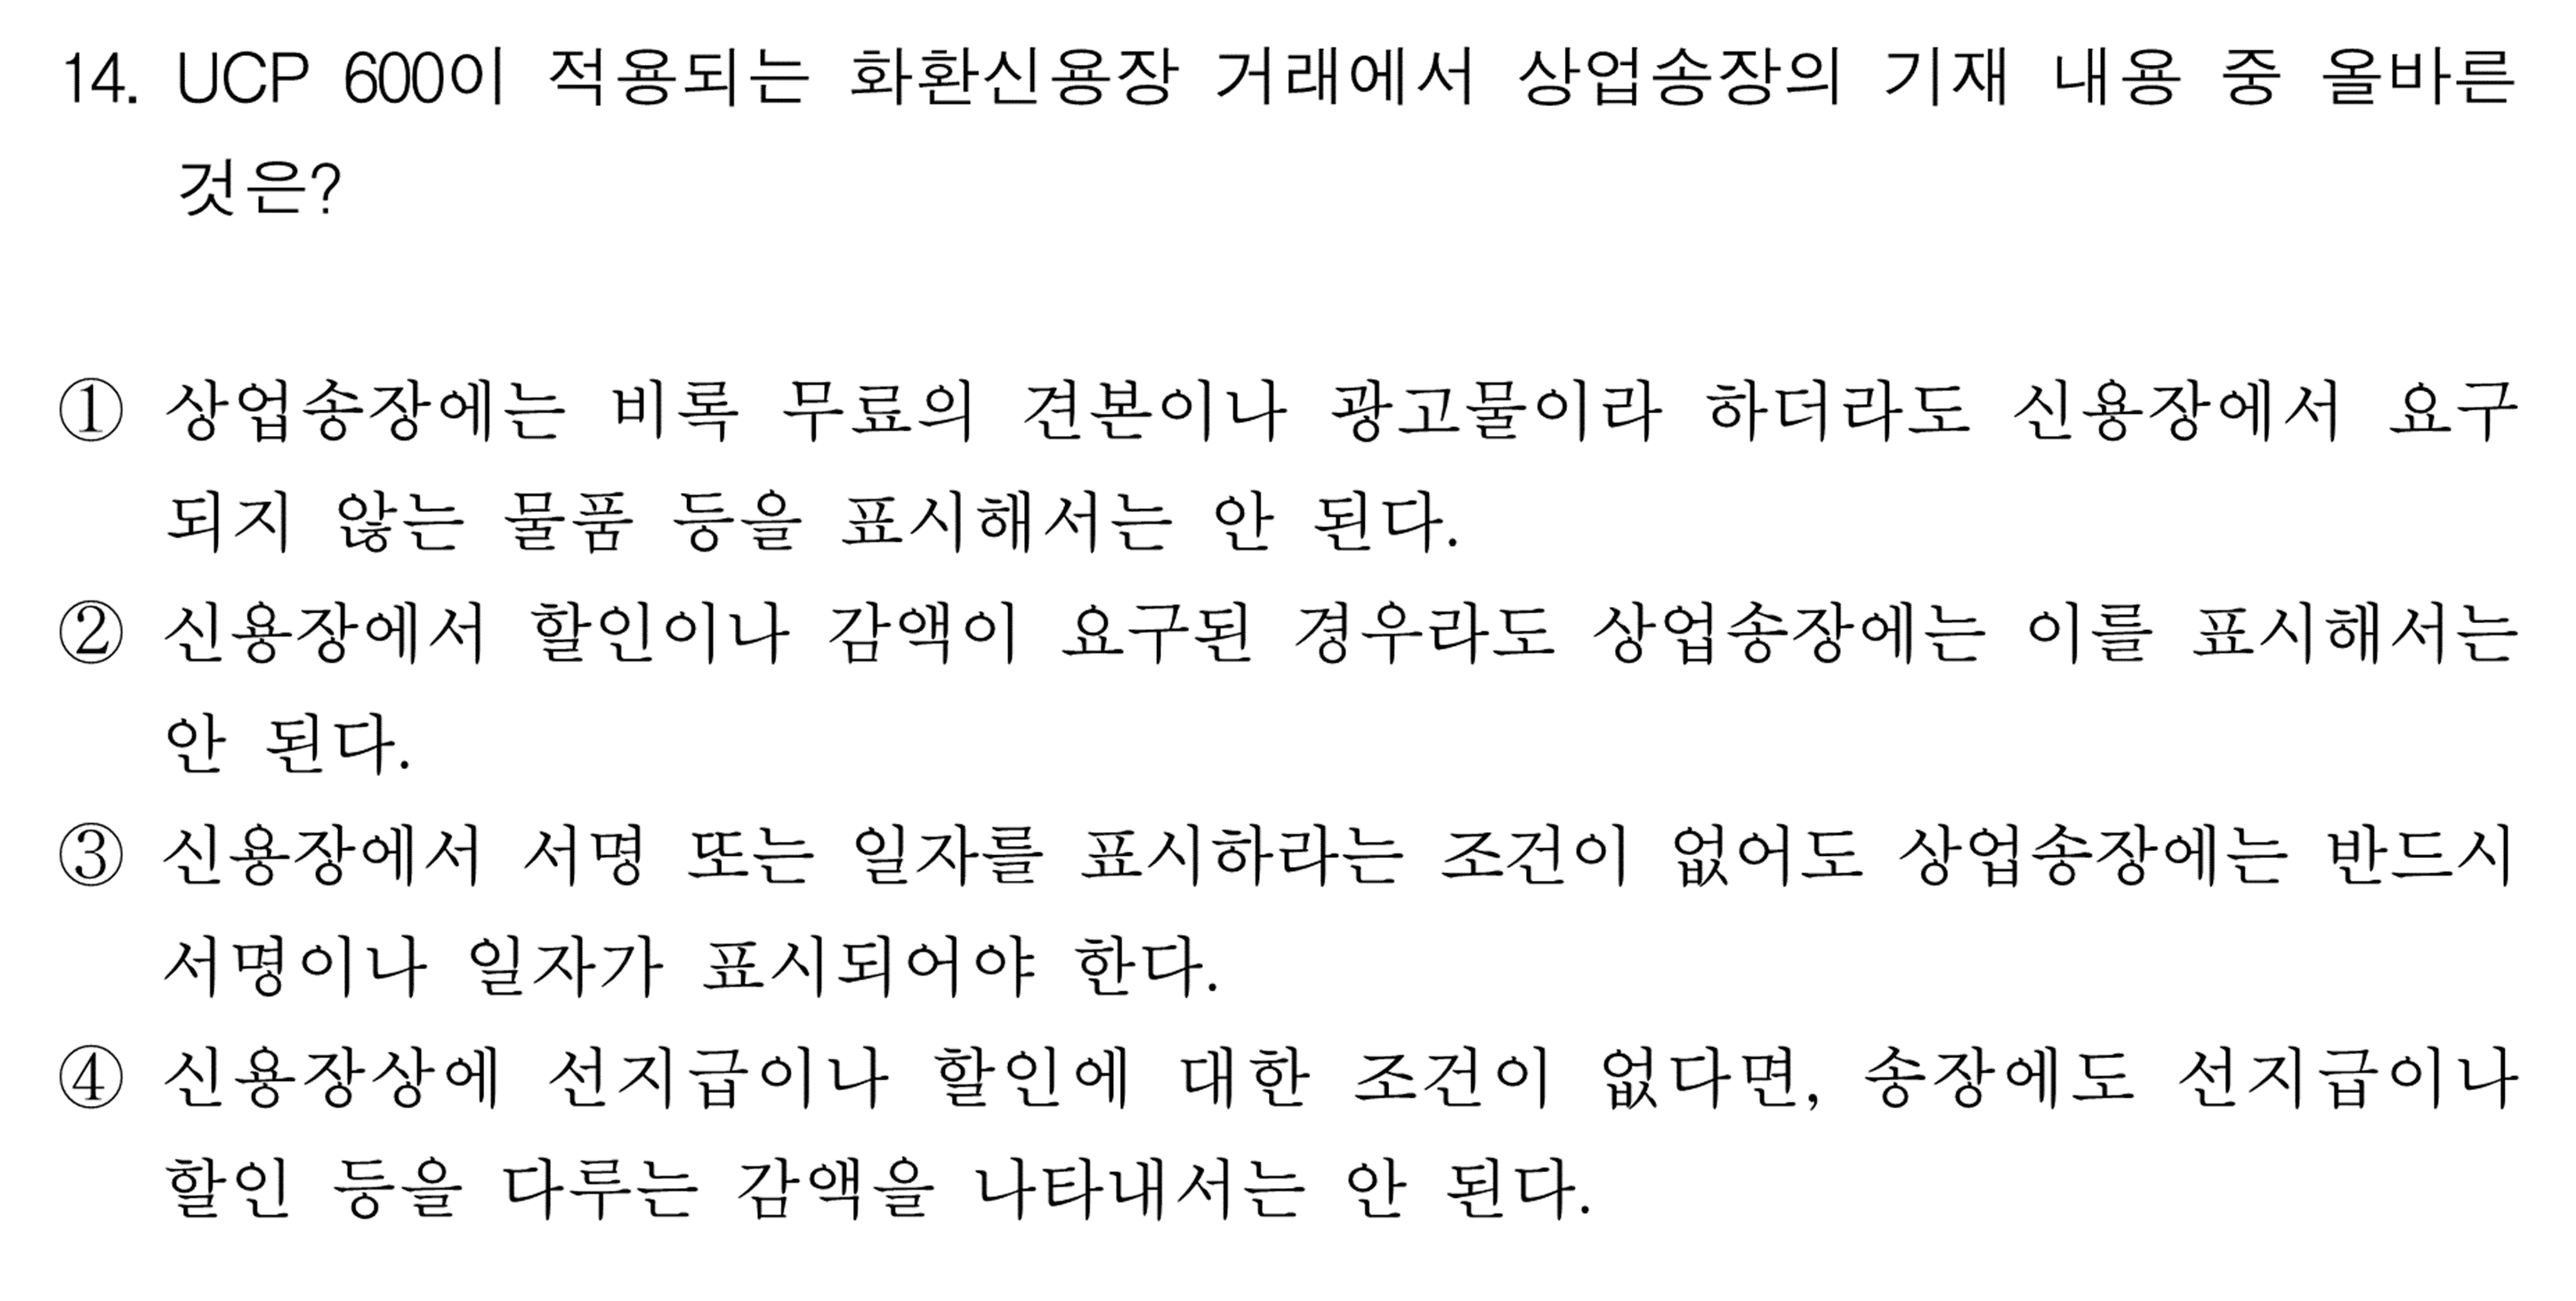 14. UCP 600이 적용되는 화환신용장 거래에서 상업송장의 기재 내용 중 올바른
것은?
① 상업송장에는 비록 무료의 견본이나 광고물이라 하더라도 신용장에서 요구
되지 않는 물품 등을 표시해서는 안 된다.
② 신용장에서 할인이나 감액이 요구된 경우라도 상업송장에는 이를 표시해서는
안 된다.
③ 신용장에서 서명 또는 일자를 표시하라는 조건이 없어도 상업송장에는 반드시
서명이나 일자가 표시되어야 한다.
④ 신용장상에 선지급이나 할인에 대한 조건이 없다면, 송장에도 선지급이나
할인 등을 다루는 감액을 나타내서는 안 된다.